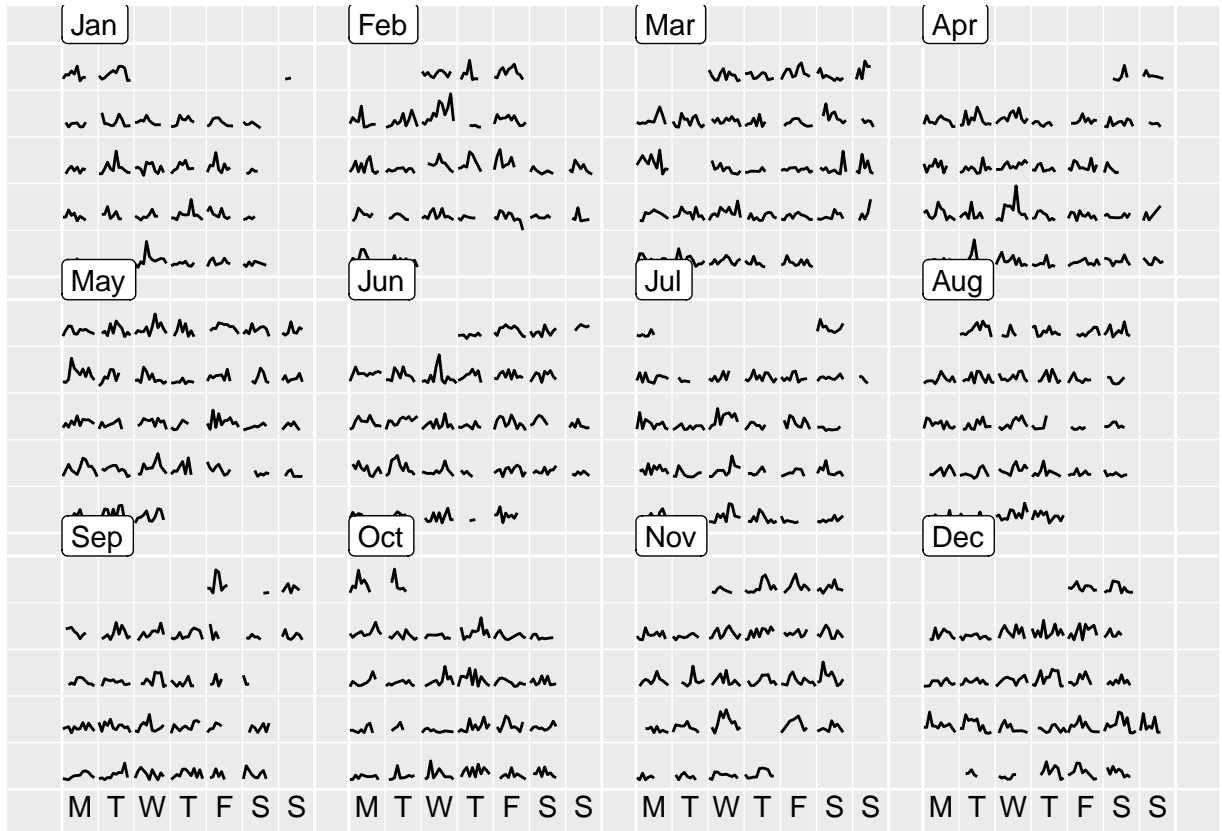 Jan Feb Mar Apr
May Jun Jul Aug
Sep Oct Nov Dec
M T W T F S S M T W T F S S M T W T F S S M T W T F S S